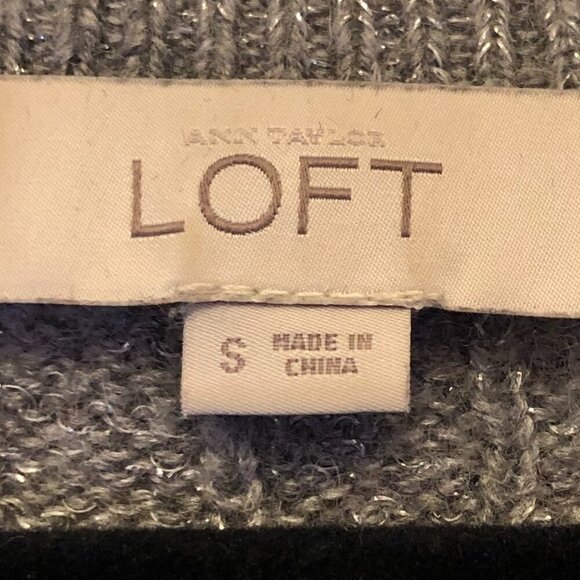 ANN TAYLOR
LOFT
S
MADE IN
CHINA